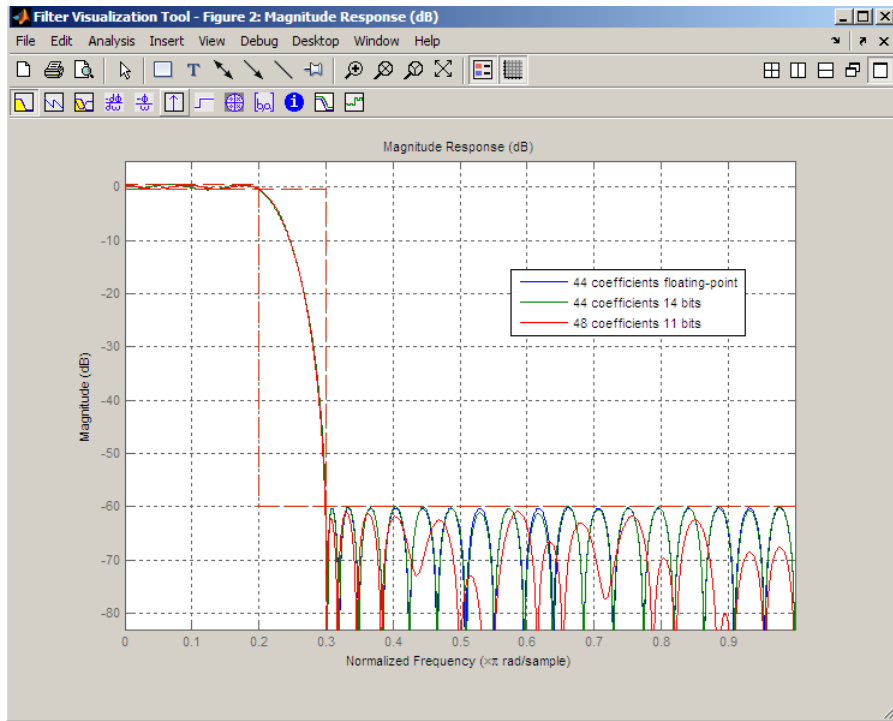 Filter Visualization Tool - Figure 2: Magnitude Response (dB)
File Edit Analysis Insert View Debug Desktop Window Help
Magnitude Response (dB)
0
-10
-20
-30
-40
-50
-60
-70
-80
Magnitude (dB)
44 coefficients floating-point
44 coefficients 14 bits
48 coefficients 11 bits
0 0.1 0.2 0.3 0.4 0.5 0.6 0.7 0.8 0.9
Normalized Frequency (×π rad/sample)